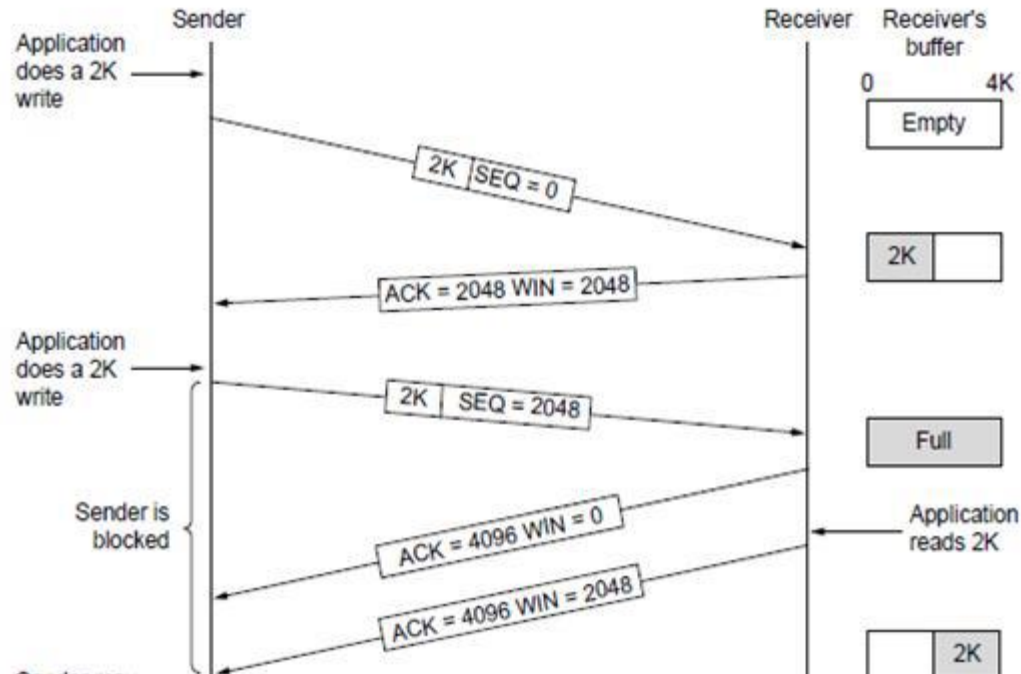 Sender
Receiver
Receiver's
buffer
Application
does a 2K
write
0 4K
Empty
2K SEQ = 0
2K
ACK = 2048 WIN = 2048
Application
does a 2K
write
2K SEQ = 2048
Full
Sender is
blocked
ACK = 4096 WIN = 0
Application
reads 2K
ACK = 4096 WIN = 2048
2K